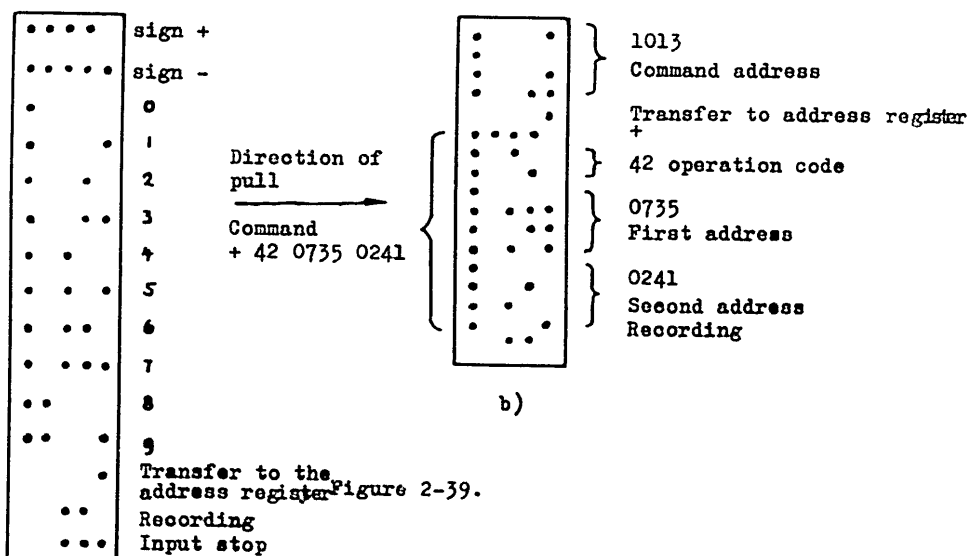 sign +
sign -
0
1
2
3
4
5
6
7
8
9
Transfer to the
address register
Recording
Input stop
Direction of
pull
Command
+ 42 0735 0241
1013
Command address
Transfer to address register
+
42 operation code
0735
First address
0241
Second address
Recording
b)
Figure 2-39.